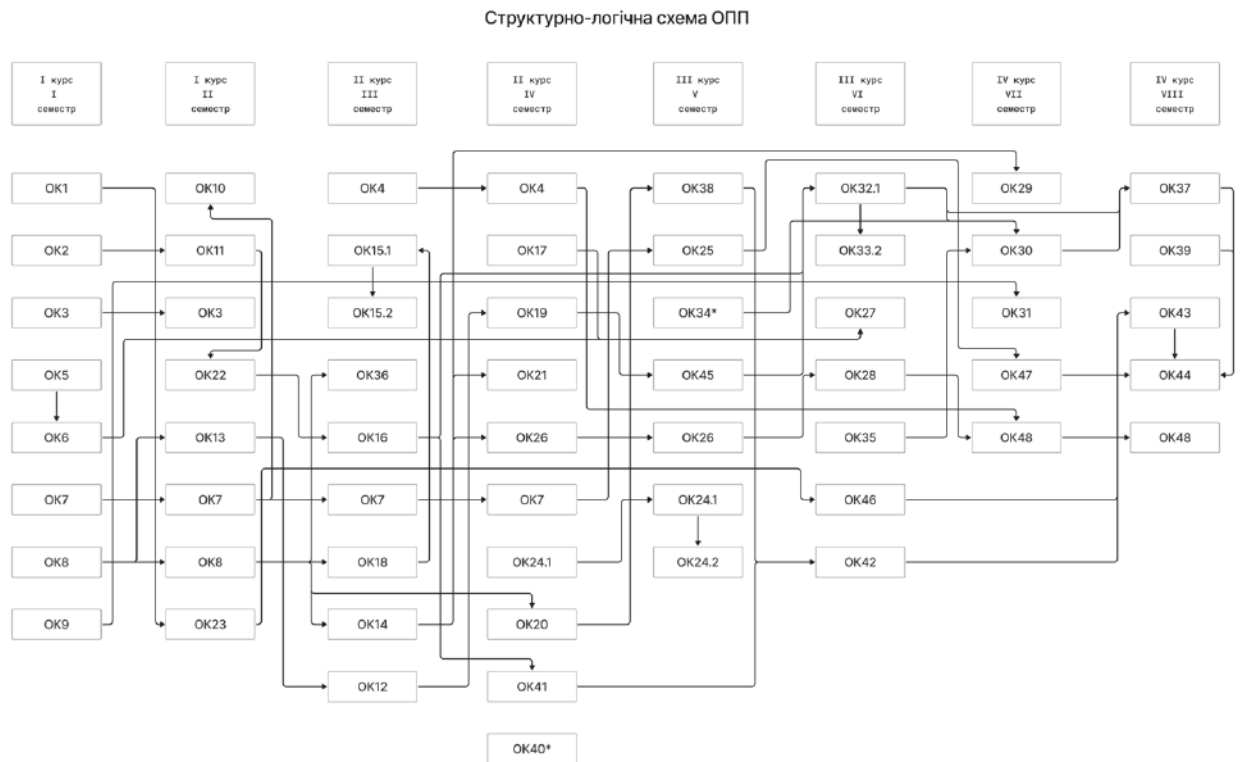 Структурно-логічна схема ОПП
I курс
I
семестр
I курс
II
семестр
II курс
III
семестр
II курс
IV
семестр
III курс
V
семестр
III курс
VI
семестр
IV курс
VII
семестр
IV курс
VIII
семестр
ОК1
ОК10
ОК4
ОК4
ОК38
ОК32.1
ОК29
ОК37
ОК2
ОК11
ОК15.1
ОК17
ОК25
ОК33.2
ОК30
ОК39
ОК3
ОК3
ОК15.2
ОК19
ОК34*
ОК27
ОК31
ОК43
ОК5
ОК22
ОК36
ОК21
ОК45
ОК28
ОК47
ОК44
ОК6
ОК13
ОК16
ОК26
ОК26
ОК35
ОК48
ОК48
ОК7
ОК7
ОК7
ОК7
ОК24.1
ОК46
ОК8
ОК8
ОК18
ОК24.1
ОК24.2
ОК42
ОК9
ОК23
ОК14
ОК20
ОК12
ОК41
ОК40*